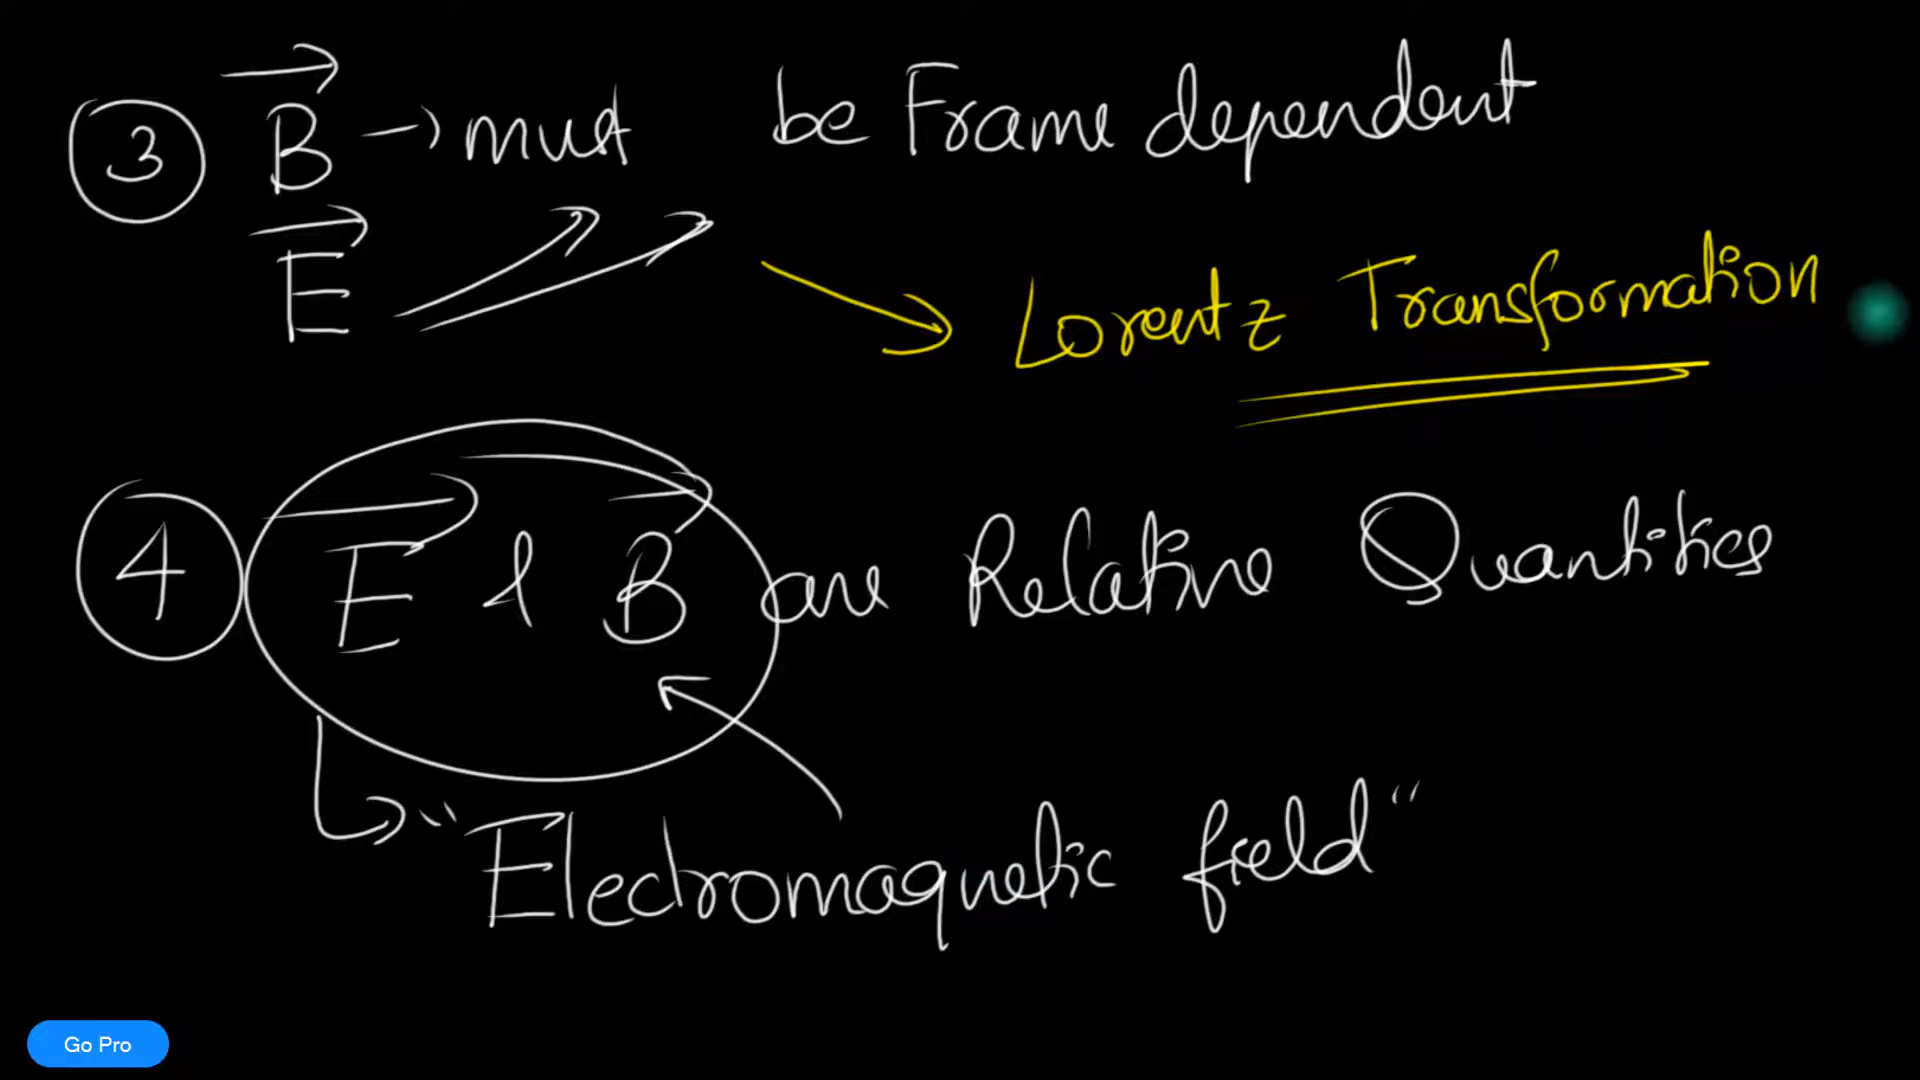 ③ B → must be Frame dependent
E
Lorentz Transformation
④ E & B are Relative Quantities
"Electromagnetic field"
Go Pro